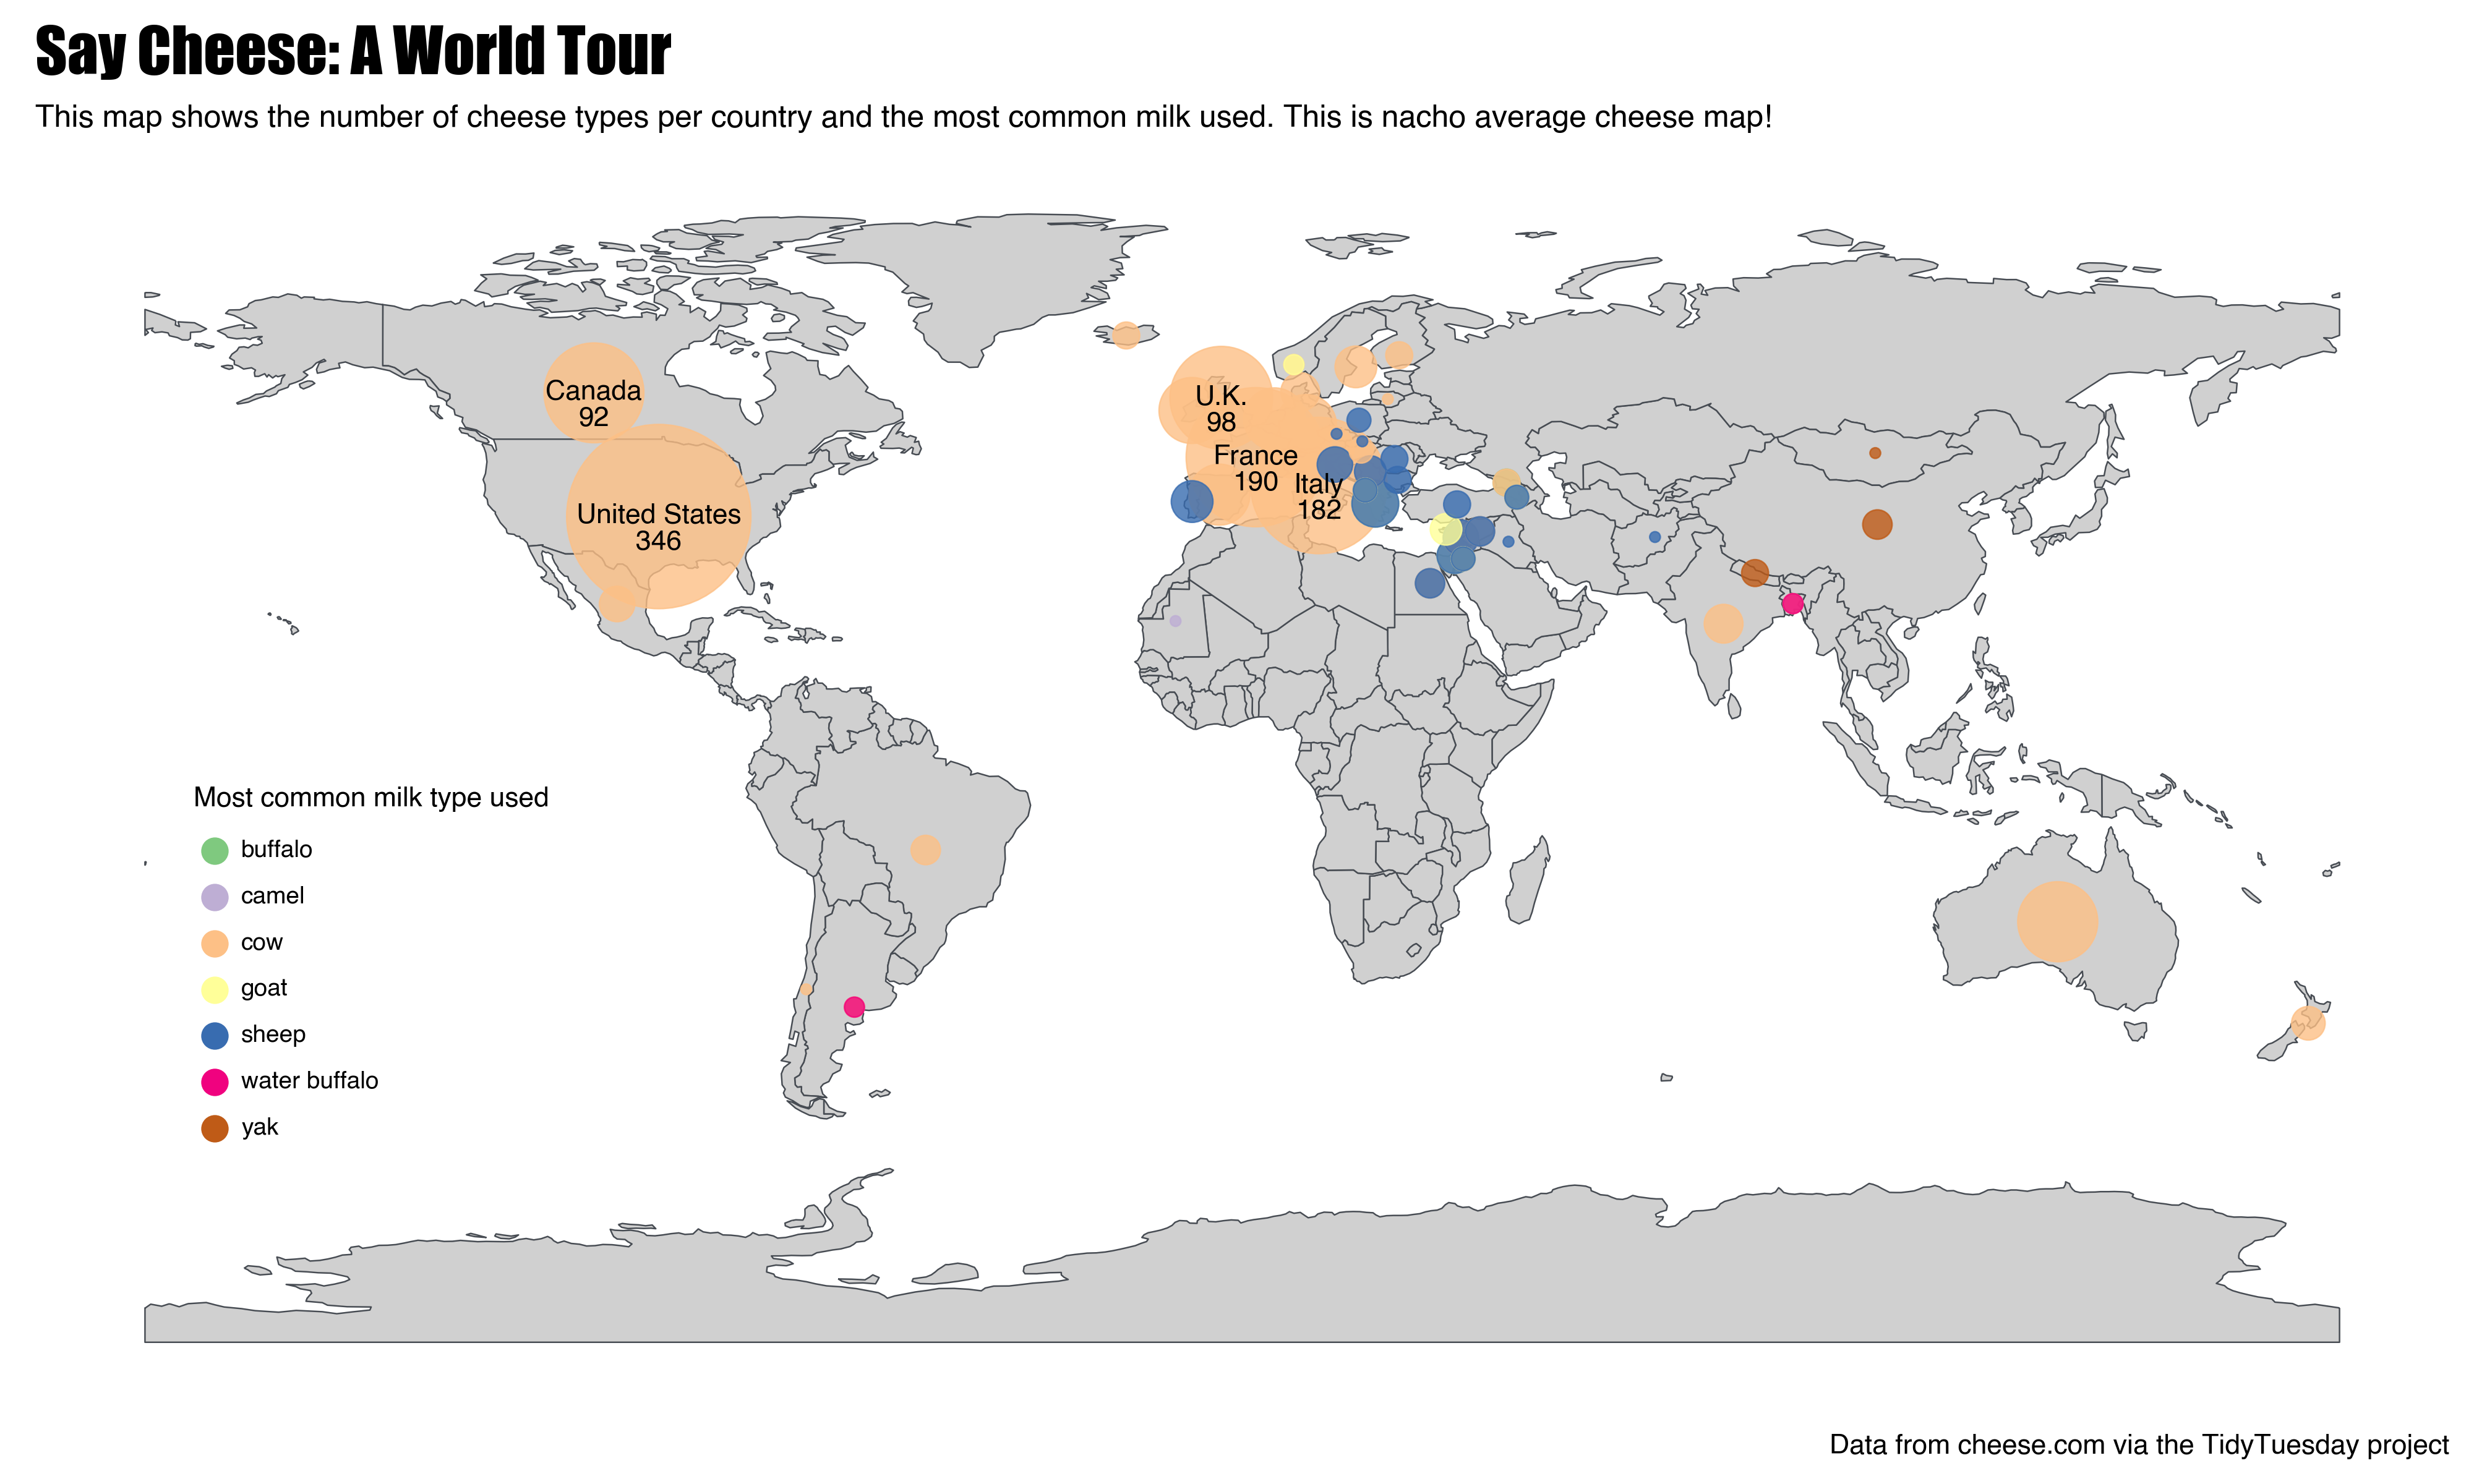 Say Cheese: A World Tour
This map shows the number of cheese types per country and the most common milk used. This is nacho average cheese map!
Canada
92
U.K.
98
France
190
Italy
182
United States
346
Most common milk type used
buffalo
camel
cow
goat
sheep
water buffalo
yak
Data from cheese.com via the TidyTuesday project